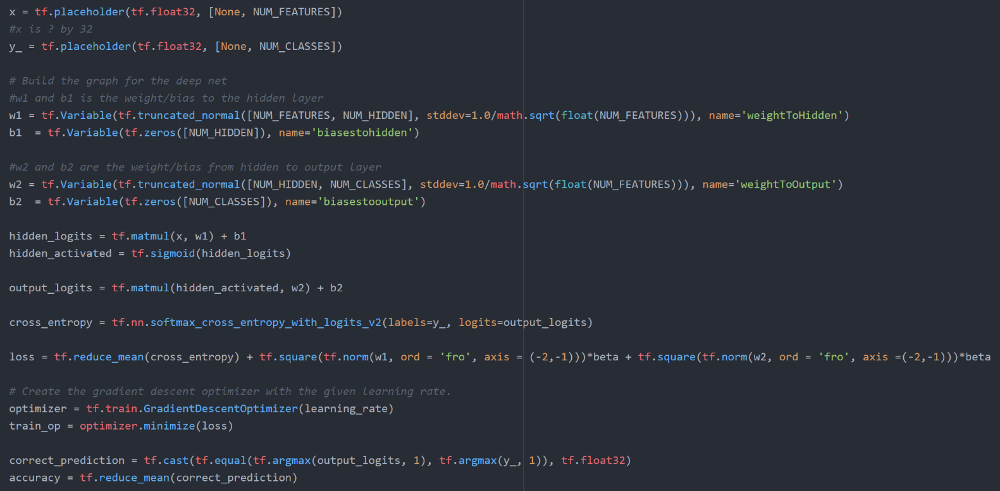 x = tf.placeholder(tf.float32, [None, NUM_FEATURES])
#x is ? by 32
y_ = tf.placeholder(tf.float32, [None, NUM_CLASSES])
# Build the graph for the deep net
#w1 and b1 is the weight/bias to the hidden layer
w1 = tf.Variable(tf.truncated_normal([NUM_FEATURES, NUM_HIDDEN], stddev=1.0/math.sqrt(float(NUM_FEATURES))), name='weightToHidden')
b1  = tf.Variable(tf.zeros([NUM_HIDDEN]), name='biasestohidden')
#w2 and b2 are the weight/bias from hidden to output layer
w2 = tf.Variable(tf.truncated_normal([NUM_HIDDEN, NUM_CLASSES], stddev=1.0/math.sqrt(float(NUM_FEATURES))), name='weightToOutput')
b2  = tf.Variable(tf.zeros([NUM_CLASSES]), name='biasestooutput')
hidden_logits = tf.matmul(x, w1) + b1
hidden_activated = tf.sigmoid(hidden_logits)
output_logits = tf.matmul(hidden_activated, w2) + b2
cross_entropy = tf.nn.softmax_cross_entropy_with_logits_v2(labels=y_, logits=output_logits)
loss = tf.reduce_mean(cross_entropy) + tf.square(tf.norm(w1, ord = 'fro', axis = (-2,-1)))*beta + tf.square(tf.norm(w2, ord = 'fro', axis =(-2,-1)))*beta
# Create the gradient descent optimizer with the given learning rate.
optimizer = tf.train.GradientDescentOptimizer(learning_rate)
train_op = optimizer.minimize(loss)
correct_prediction = tf.cast(tf.equal(tf.argmax(output_logits, 1), tf.argmax(y_, 1)), tf.float32)
accuracy = tf.reduce_mean(correct_prediction)